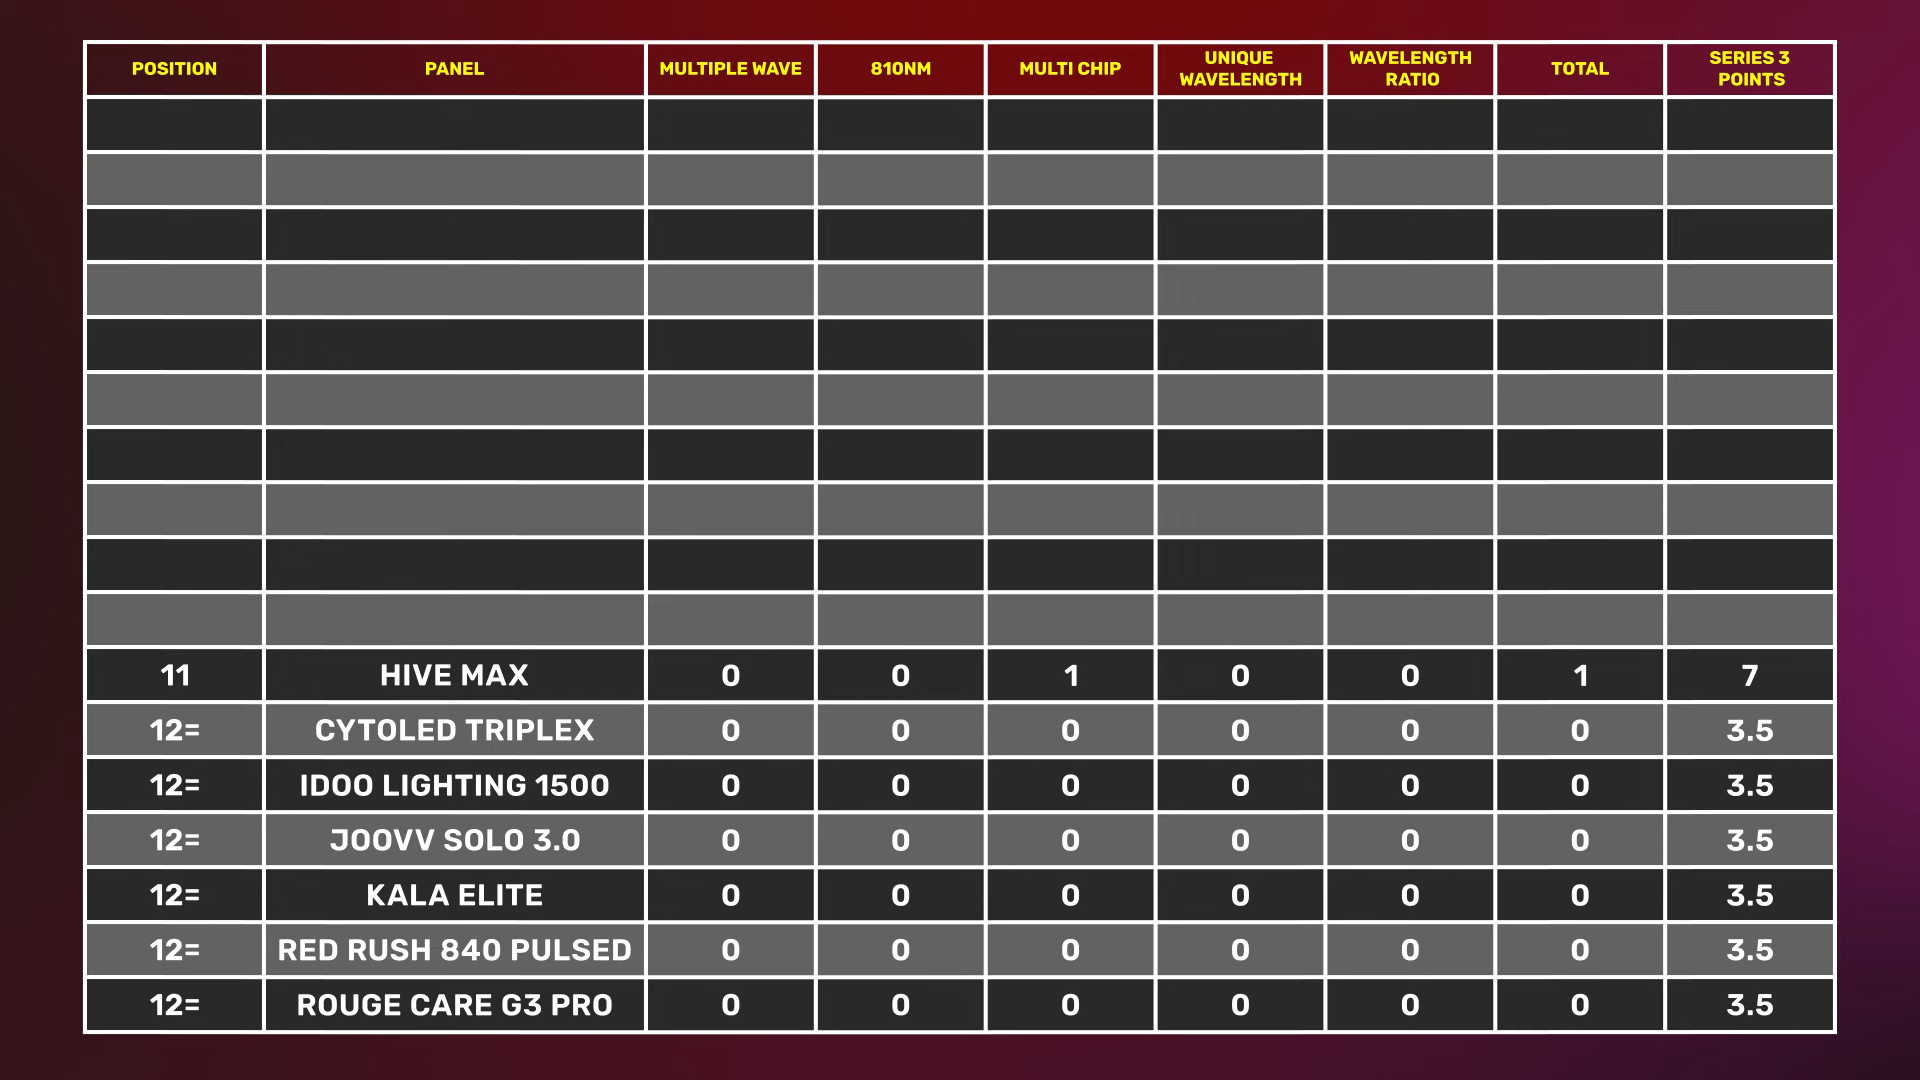 POSITION PANEL MULTIPLE WAVE 810NM MULTI CHIP UNIQUE WAVELENGTH WAVELENGTH RATIO TOTAL SERIES 3 POINTS
11 HIVE MAX 0 0 1 0 0 1 7
12= CYTOLED TRIPLEX 0 0 0 0 0 0 3.5
12= IDOO LIGHTING 1500 0 0 0 0 0 0 3.5
12= JOOVV SOLO 3.0 0 0 0 0 0 0 3.5
12= KALA ELITE 0 0 0 0 0 0 3.5
12= RED RUSH 840 PULSED 0 0 0 0 0 0 3.5
12= ROUGE CARE G3 PRO 0 0 0 0 0 0 3.5